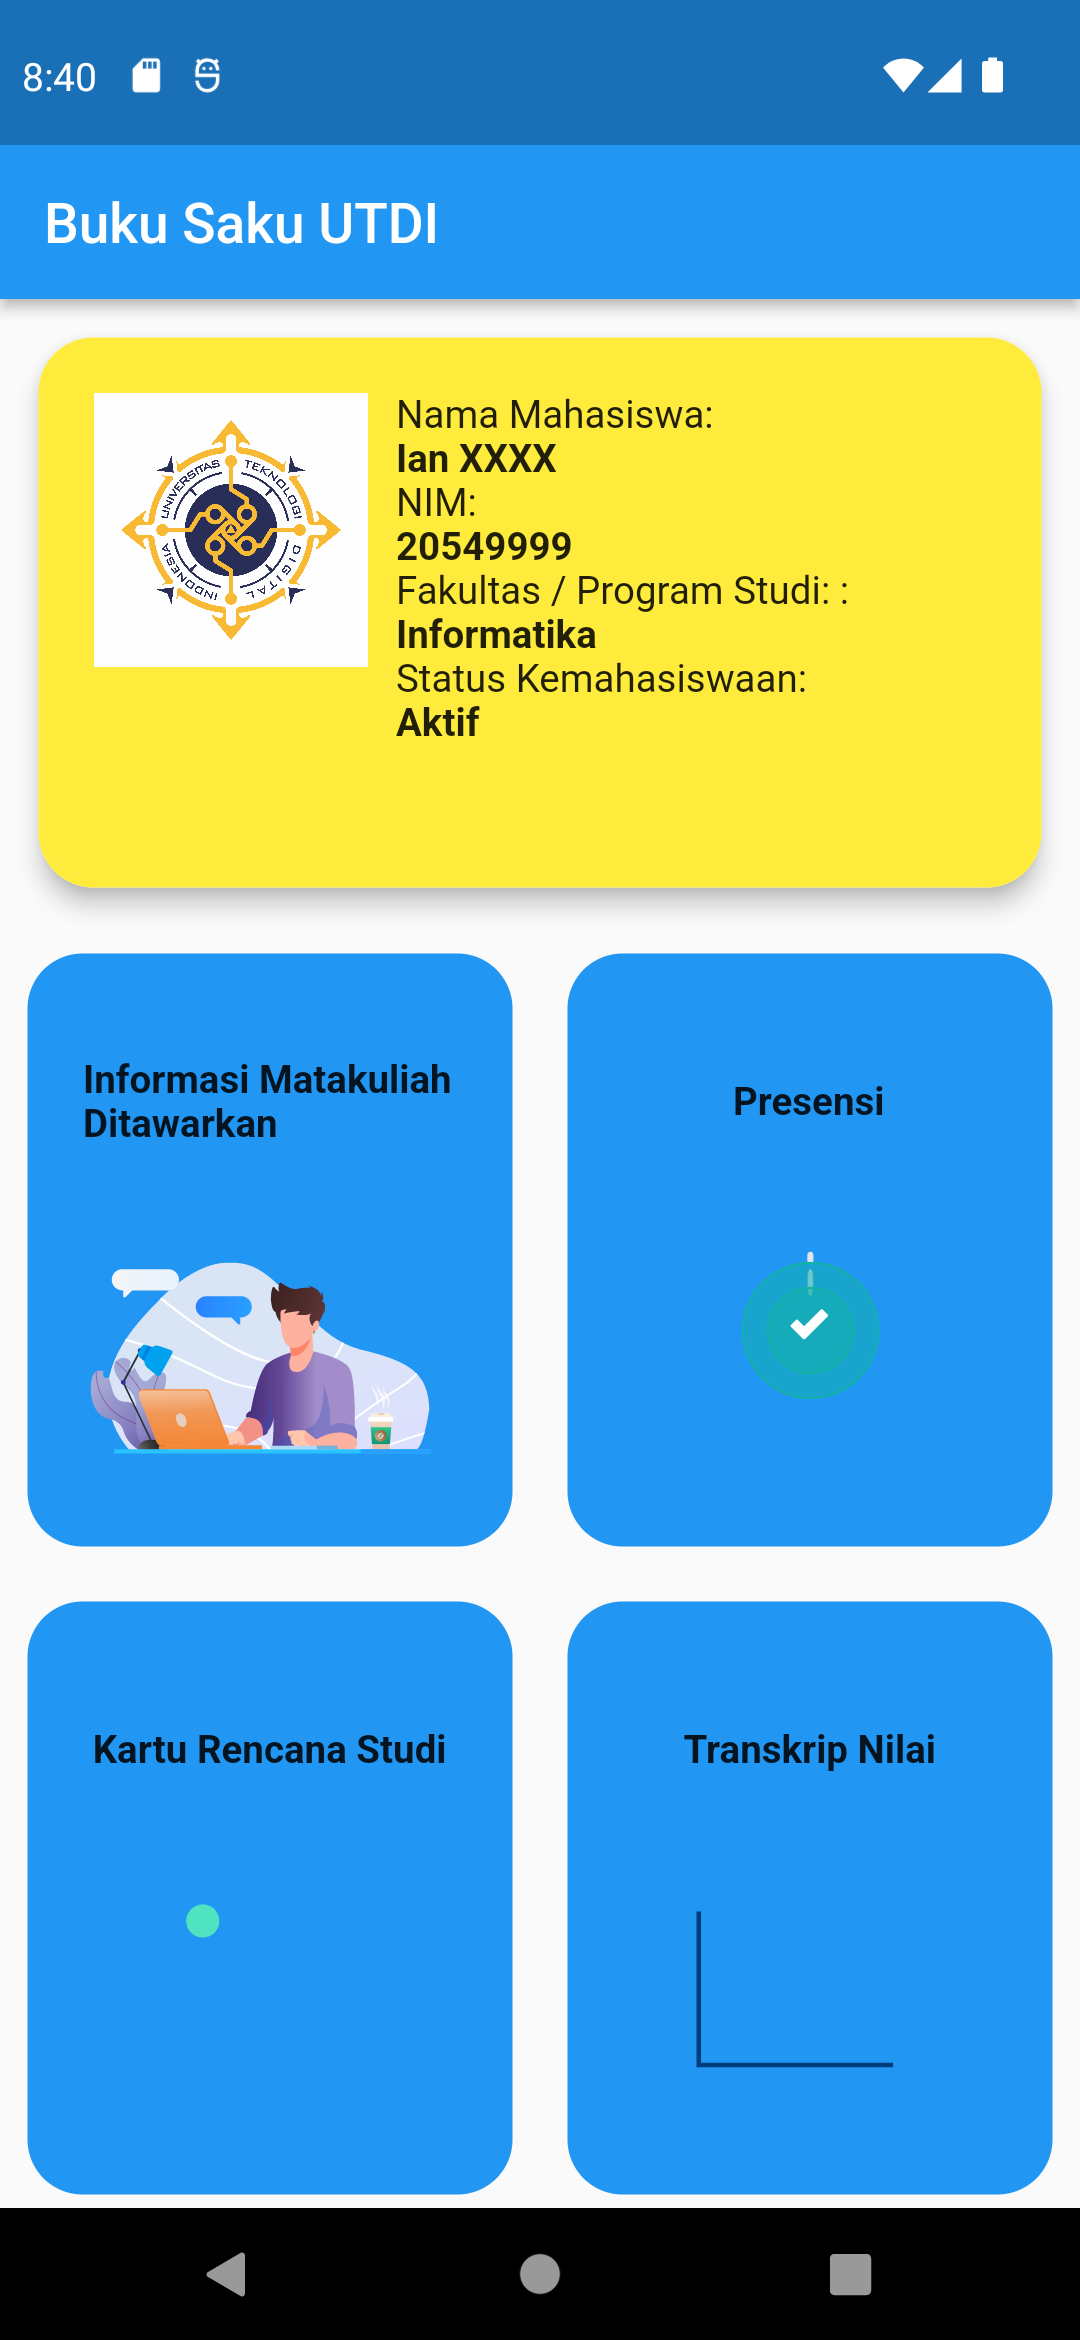 8:40
Buku Saku UTDI
UNIVERSITAS TEKNOLOGI DIGITAL INDONESIA
Nama Mahasiswa:
Ian XXXX
NIM:
20549999
Fakultas / Program Studi: :
Informatika
Status Kemahasiswaan:
Aktif
Informasi Matakuliah
Ditawarkan
Presensi
Kartu Rencana Studi
Transkrip Nilai